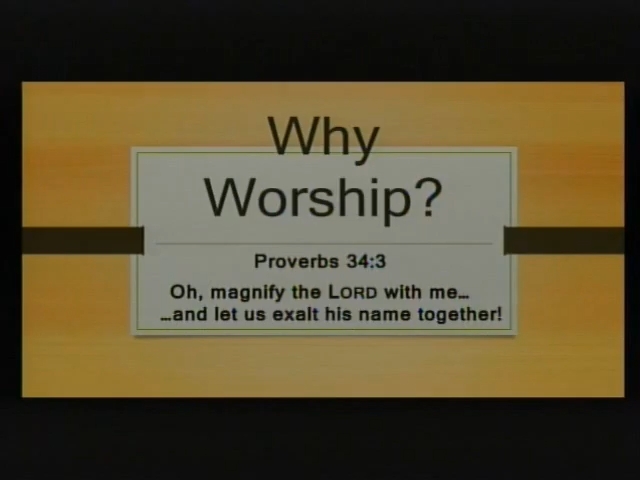 Why
Worship?
Proverbs 34:3
Oh, magnify the LORD with me…
…and let us exalt his name together!